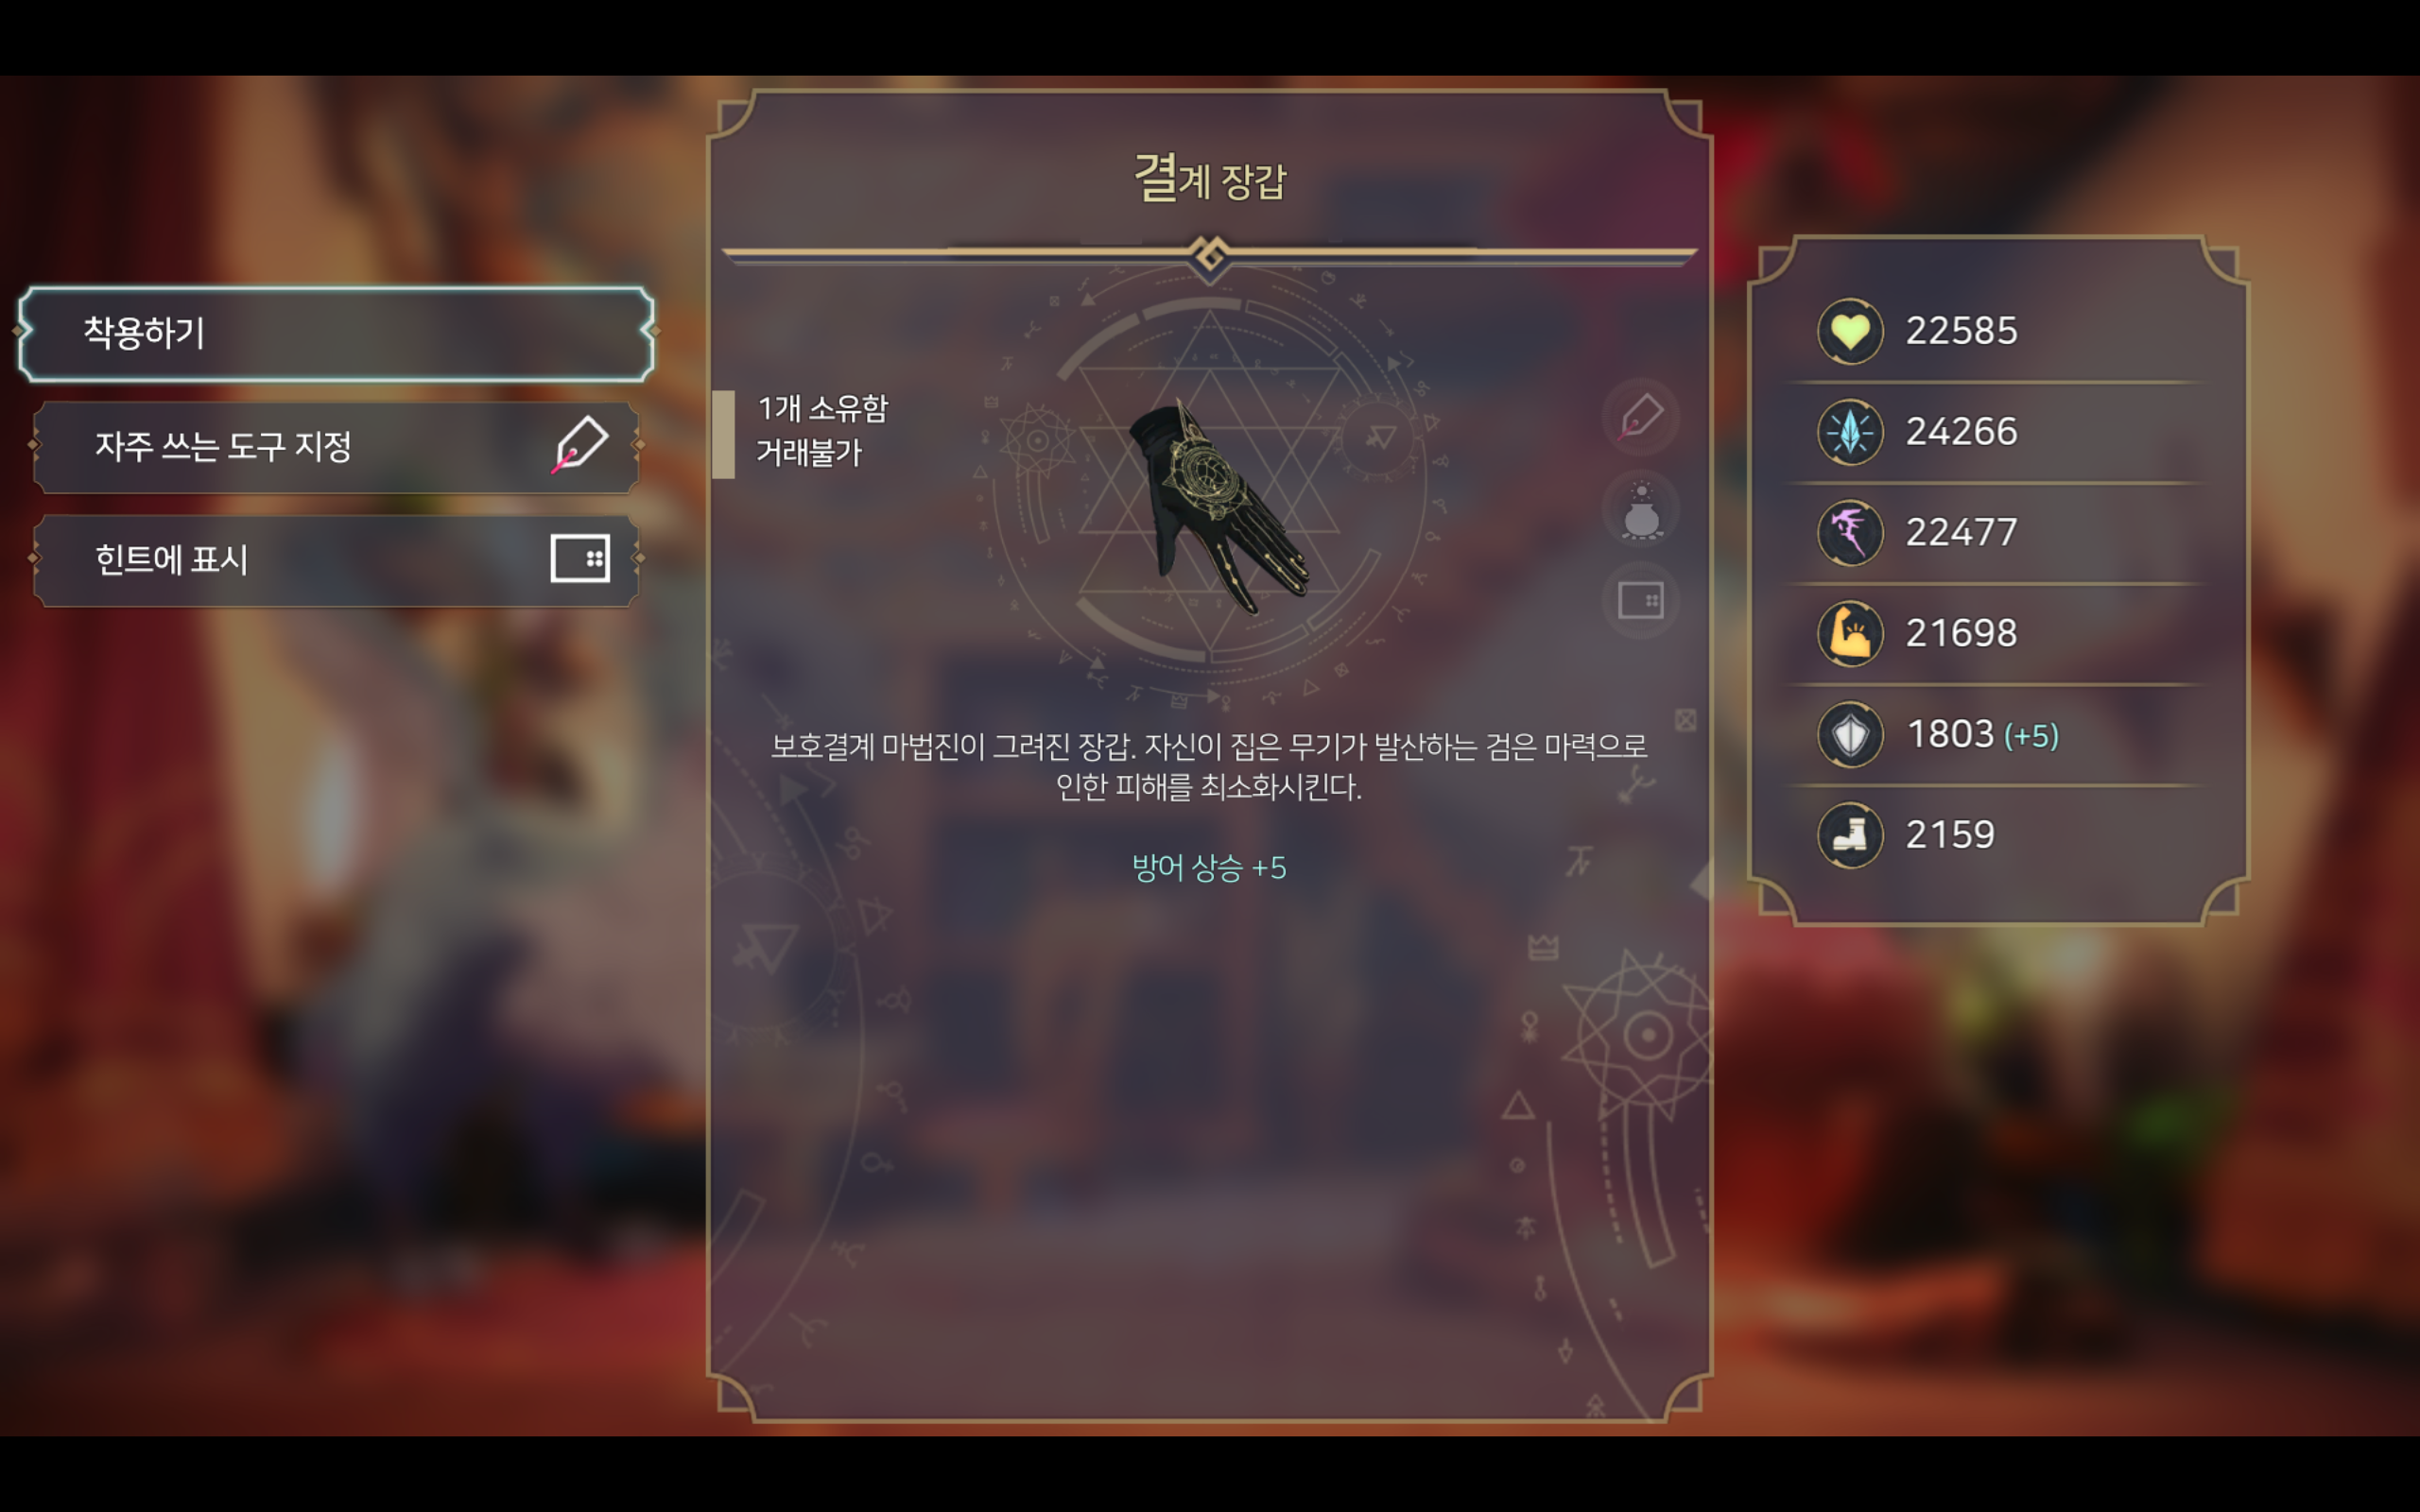 결계 장갑
착용하기
자주 쓰는 도구 지정
힌트에 표시
1개 소유함
거래불가
보호결계 마법진이 그려진 장갑. 자신이 집은 무기가 발산하는 검은 마력으로
인한 피해를 최소화시킨다.
방어 상승 +5
22585
24266
22477
21698
1803 (+5)
2159